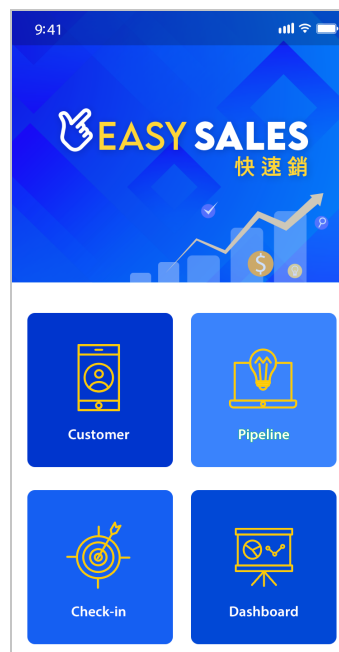 9:41
EASY SALES
快速銷
Customer
Pipeline
Check-in
Dashboard